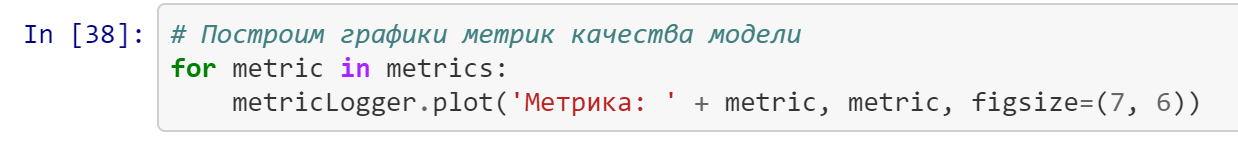 In [38]: # Построим графики метрик качества модели
for metric in metrics:
    metricLogger.plot('Метрика: ' + metric, metric, figsize=(7, 6))